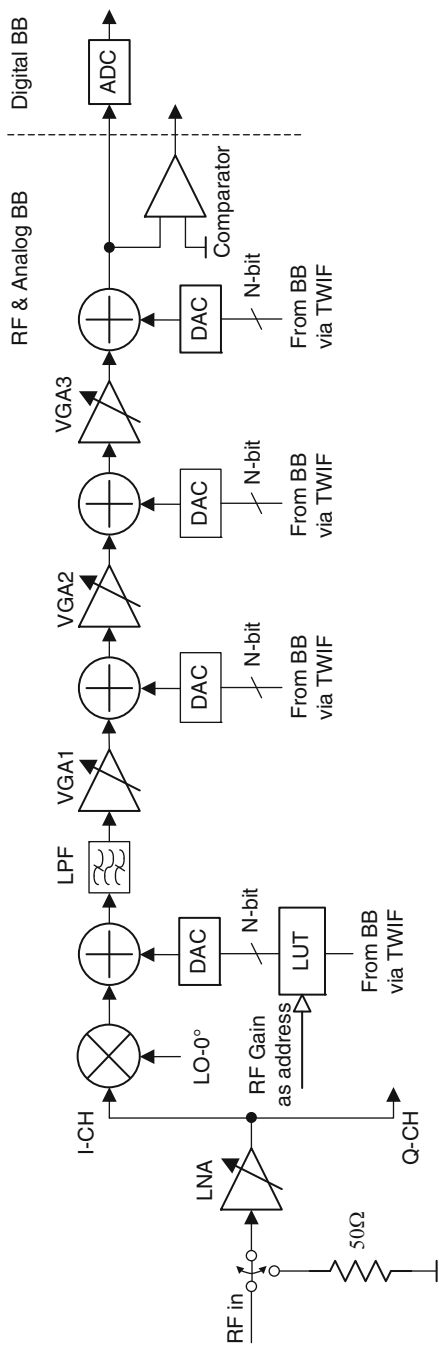 RF in
50Ω
LNA
I-CH
Q-CH
LO-0°
RF Gain
as address
LUT
From BB
via TWIF
N-bit
DAC
LPF
VGA1
DAC
N-bit
From BB
via TWIF
VGA2
DAC
N-bit
From BB
via TWIF
VGA3
DAC
N-bit
From BB
via TWIF
Comparator
RF & Analog BB
Digital BB
ADC